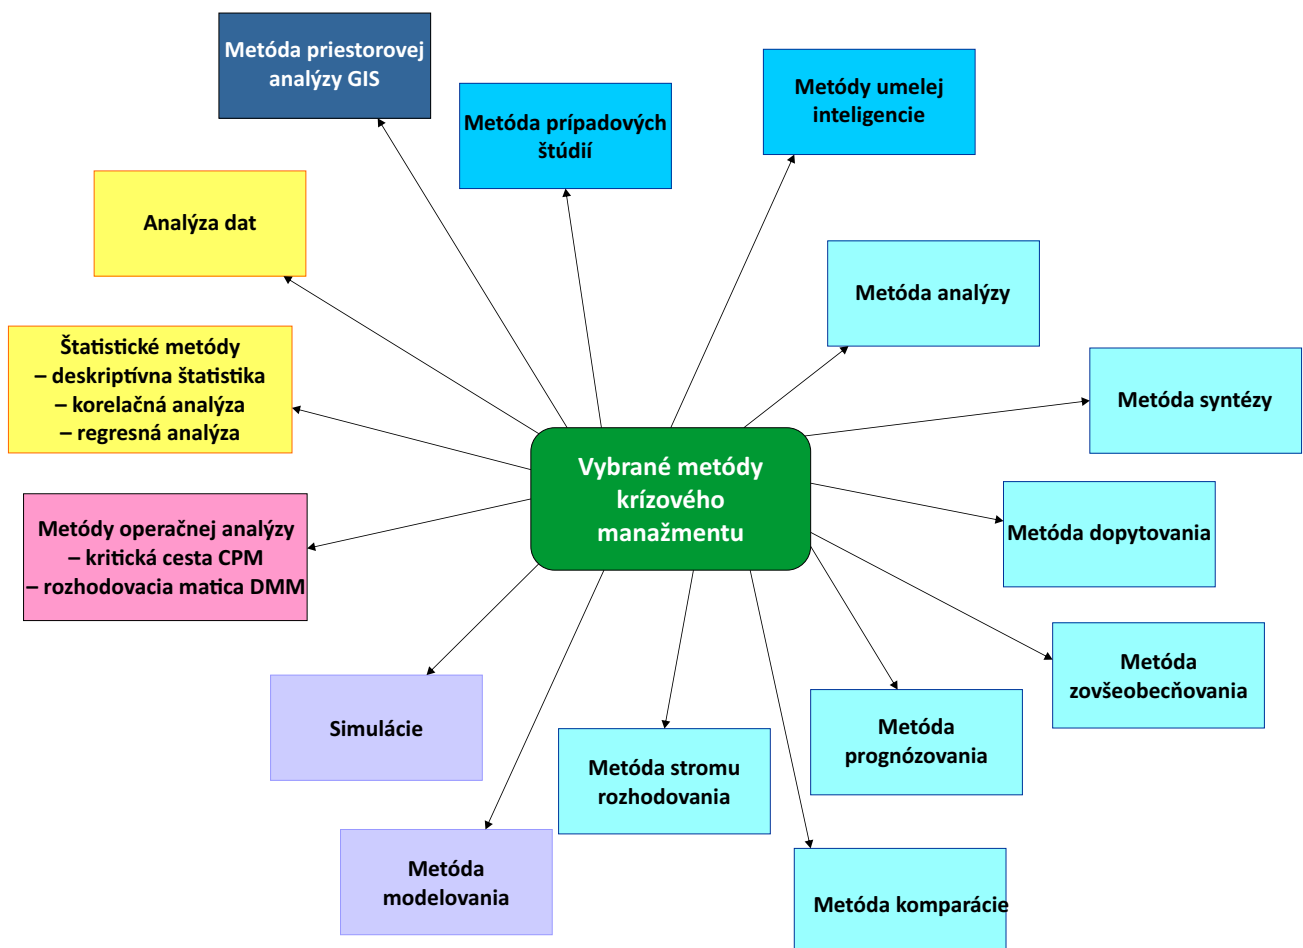 Metóda priestorovej
analýzy GIS
Metóda prípadových
štúdií
Metódy umelej
inteligencie
Analýza dat
Metóda analýzy
Štatistické metódy
– deskriptívna štatistika
– korelačná analýza
– regresná analýza
Metóda syntézy
Vybrané metódy
krízového
manažmentu
Metódy operačnej analýzy
– kritická cesta CPM
– rozhodovacia matica DMM
Metóda dopytovania
Metóda
zovšeobecňovania
Simulácie
Metóda stromu
rozhodovania
Metóda
prognózovania
Metóda
modelovania
Metóda komparácie